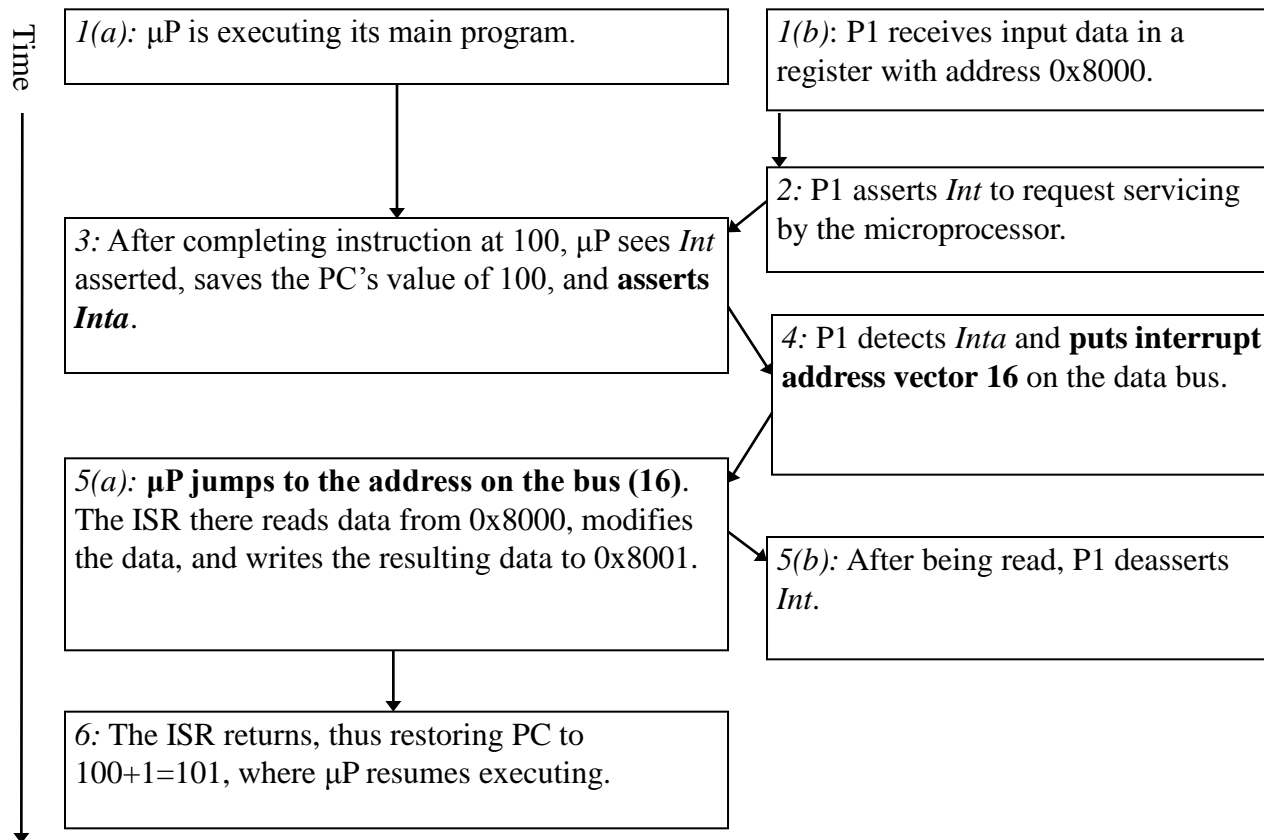 Time
1(a): μP is executing its main program.
1(b): P1 receives input data in a
register with address 0x8000.
2: P1 asserts Int to request servicing
by the microprocessor.
3: After completing instruction at 100, μP sees Int
asserted, saves the PC’s value of 100, and asserts
Inta.
4: P1 detects Inta and puts interrupt
address vector 16 on the data bus.
5(a): μP jumps to the address on the bus (16).
The ISR there reads data from 0x8000, modifies
the data, and writes the resulting data to 0x8001.
5(b): After being read, P1 deasserts
Int.
6: The ISR returns, thus restoring PC to
100+1=101, where μP resumes executing.